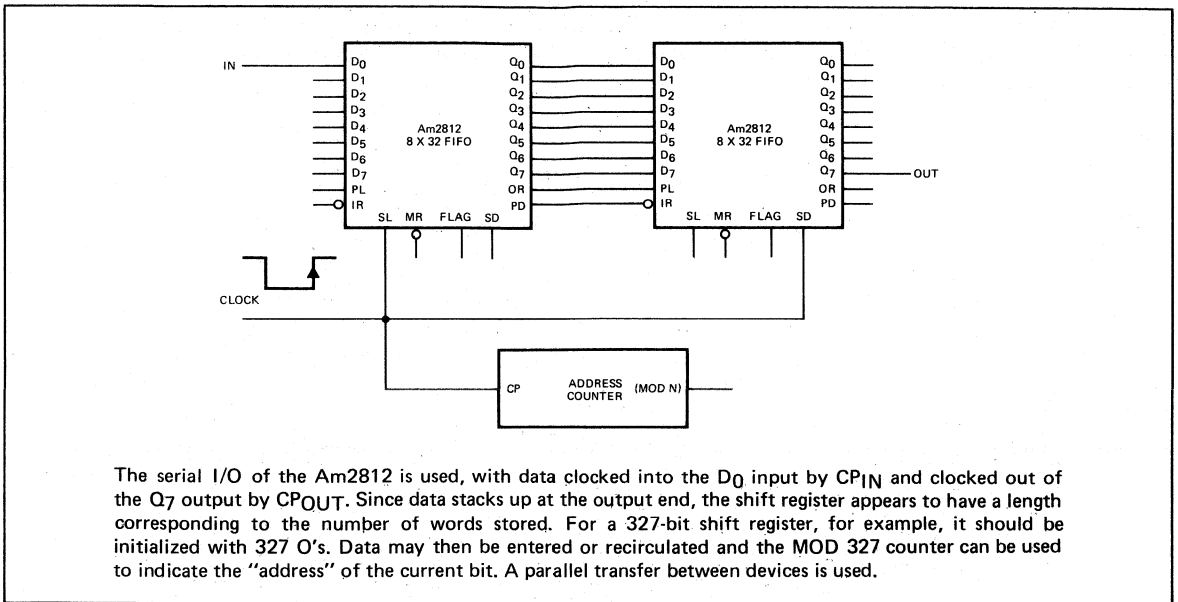 IN
D0 Q0
D1 Q1
D2 Q2
D3 Q3
D4 Q4
D5 Q5
D6 Q6
D7 Q7
PL OR
IR PD
Am2812
8 X 32 FIFO
SL MR FLAG SD
D0 Q0
D1 Q1
D2 Q2
D3 Q3
D4 Q4
D5 Q5
D6 Q6
D7 Q7
PL OR
IR PD
Am2812
8 X 32 FIFO
SL MR FLAG SD
OUT
CLOCK
CP
ADDRESS
COUNTER
(MOD N)
The serial I/O of the Am2812 is used, with data clocked into the D0 input by CPIN and clocked out of
the Q7 output by CPOUT. Since data stacks up at the output end, the shift register appears to have a length
corresponding to the number of words stored. For a 327-bit shift register, for example, it should be
initialized with 327 O's. Data may then be entered or recirculated and the MOD 327 counter can be used
to indicate the "address" of the current bit. A parallel transfer between devices is used.